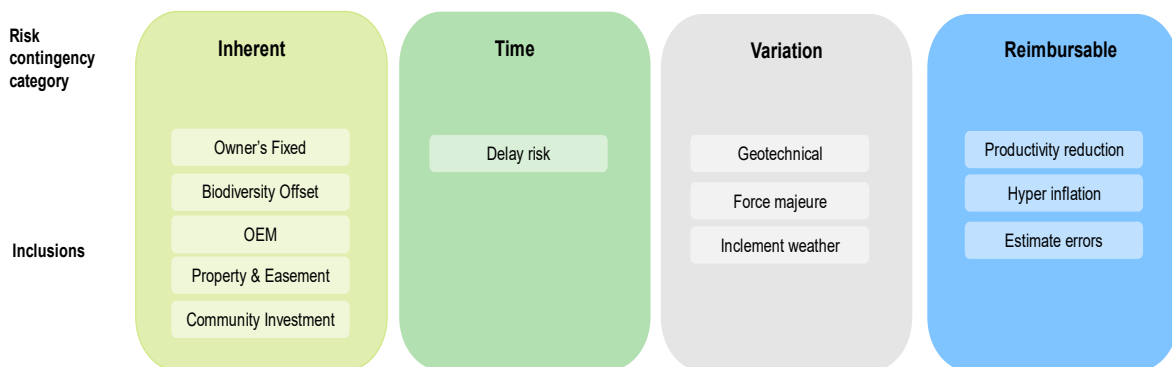 Risk
contingency
category
Inherent
Time
Variation
Reimbursable
Inclusions
Owner's Fixed
Biodiversity Offset
OEM
Property & Easement
Community Investment
Delay risk
Geotechnical
Force majeure
Inclement weather
Productivity reduction
Hyper inflation
Estimate errors